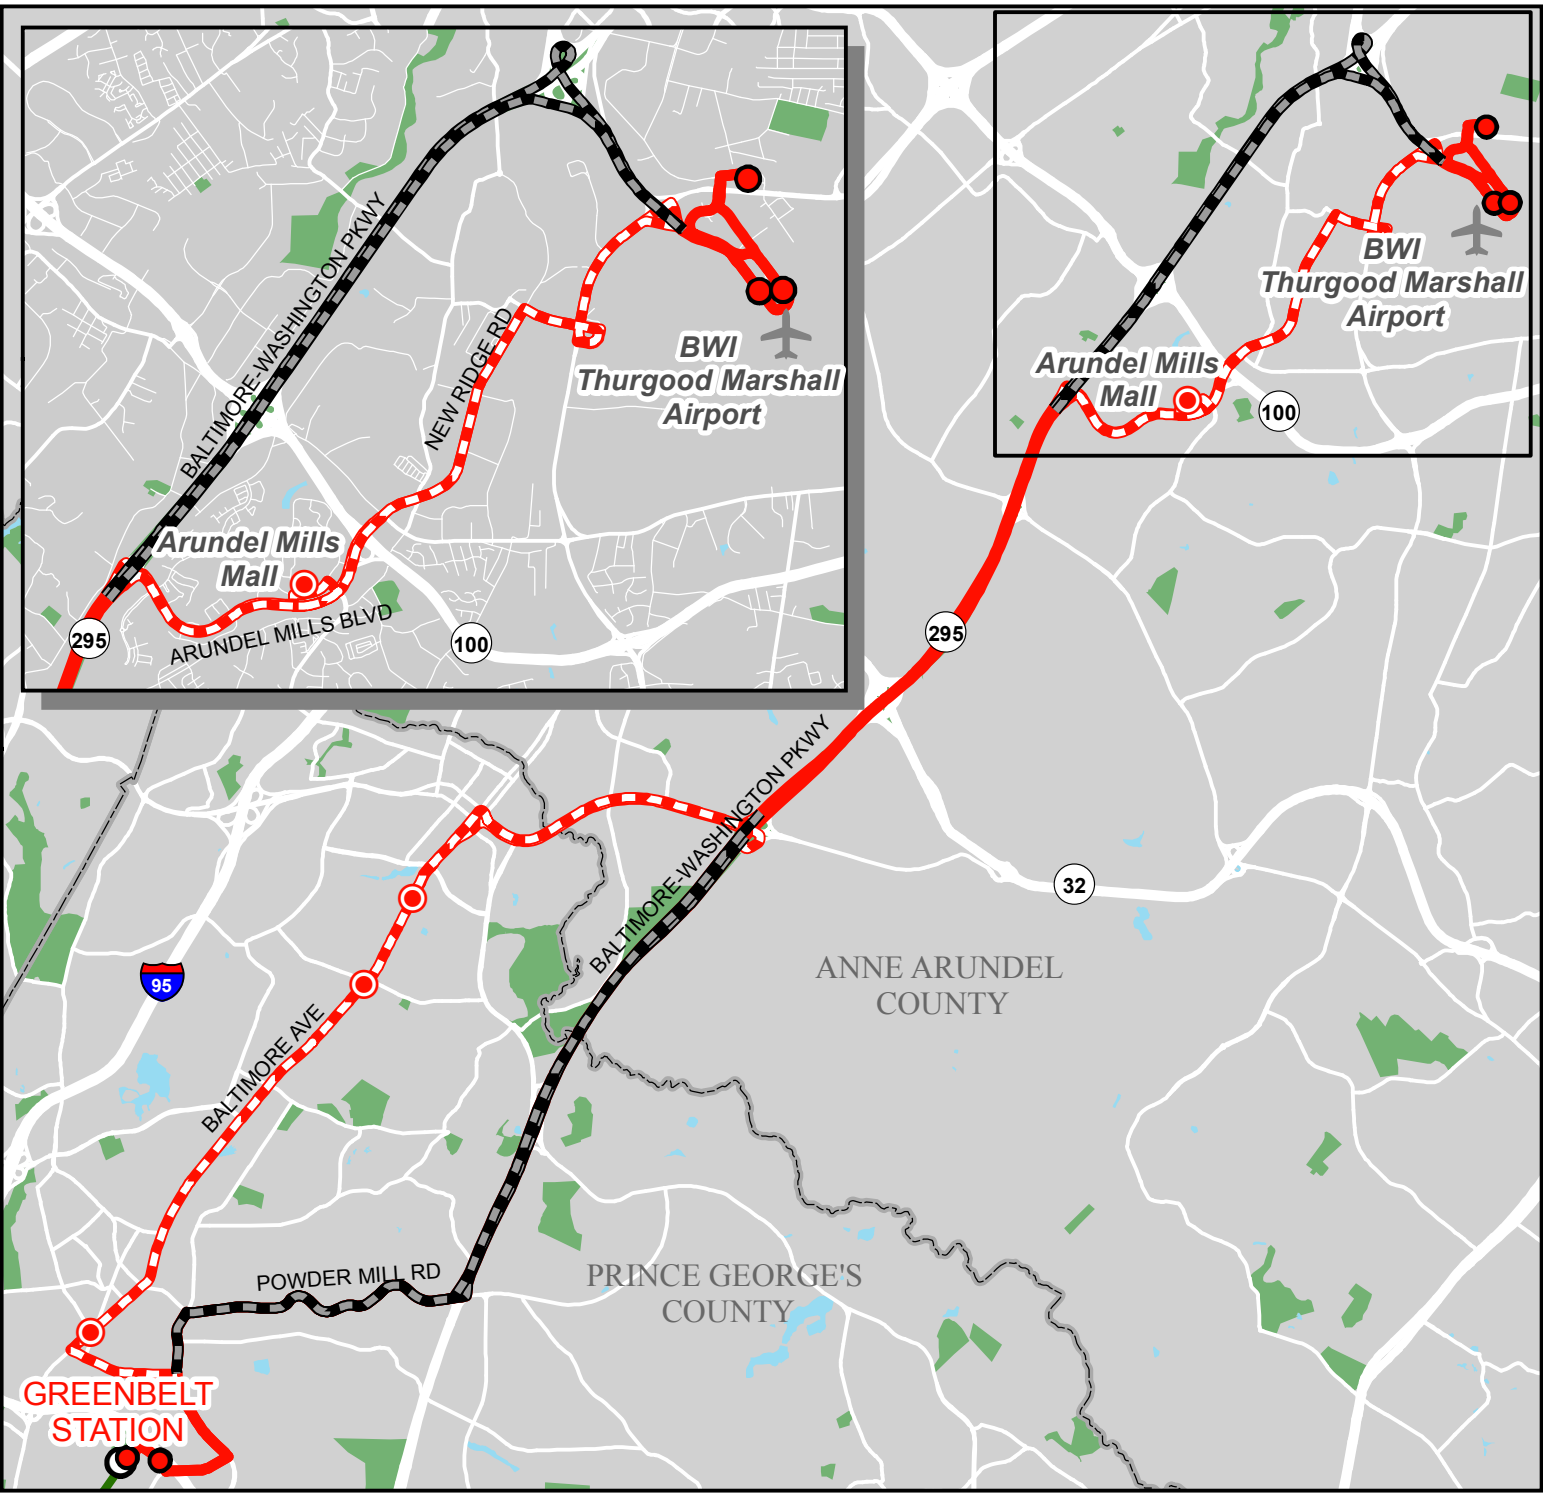 BALTIMORE-WASHINGTON PKWY
NEW RIDGE RD
BWI
Thurgood Marshall
Airport
Arundel Mills
Mall
ARUNDEL MILLS BLVD
295
100
BWI
Thurgood Marshall
Airport
Arundel Mills
Mall
100
295
BALTIMORE-WASHINGTON PKWY
32
95
ANNE ARUNDEL
COUNTY
BALTIMORE AVE
POWDER MILL RD
PRINCE GEORGE'S
COUNTY
GREENBELT
STATION